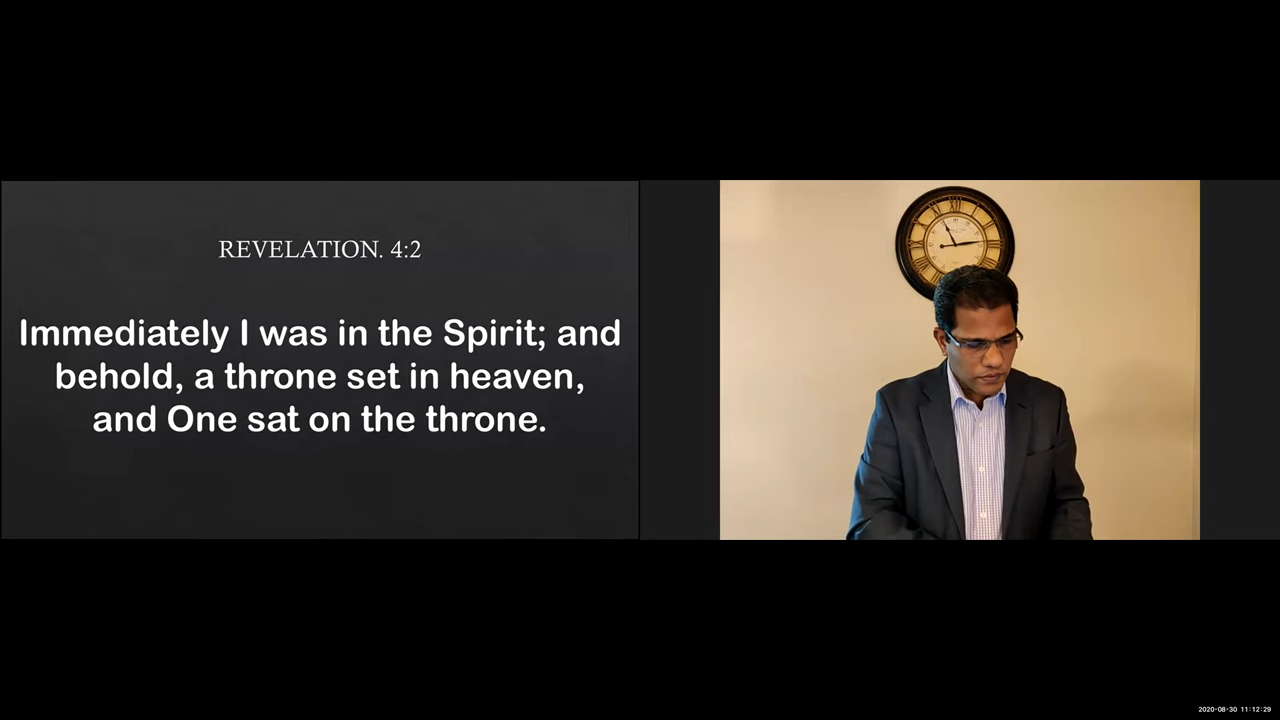 REVELATION. 4:2
Immediately I was in the Spirit; and
behold, a throne set in heaven,
and One sat on the throne.
2020-08-30 11:12:29